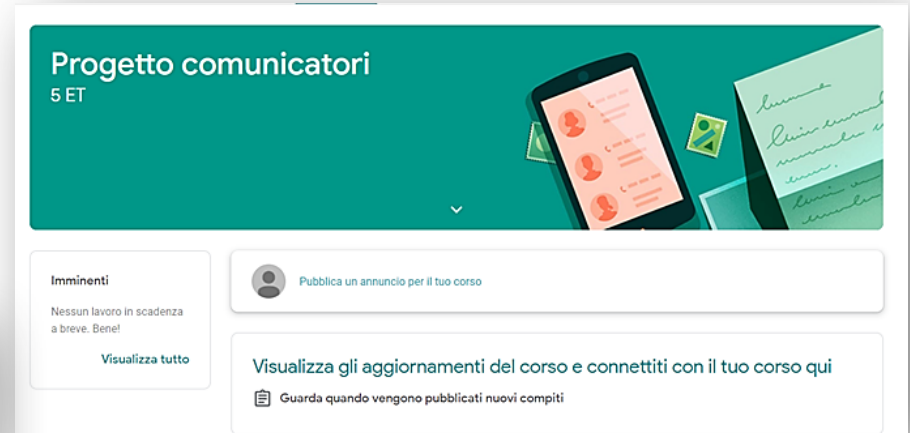 Progetto comunicatori
5 ET
Imminenti
Nessun lavoro in scadenza
a breve. Bene!
Visualizza tutto
Pubblica un annuncio per il tuo corso
Visualizza gli aggiornamenti del corso e connettiti con il tuo corso qui
Guarda quando vengono pubblicati nuovi compiti